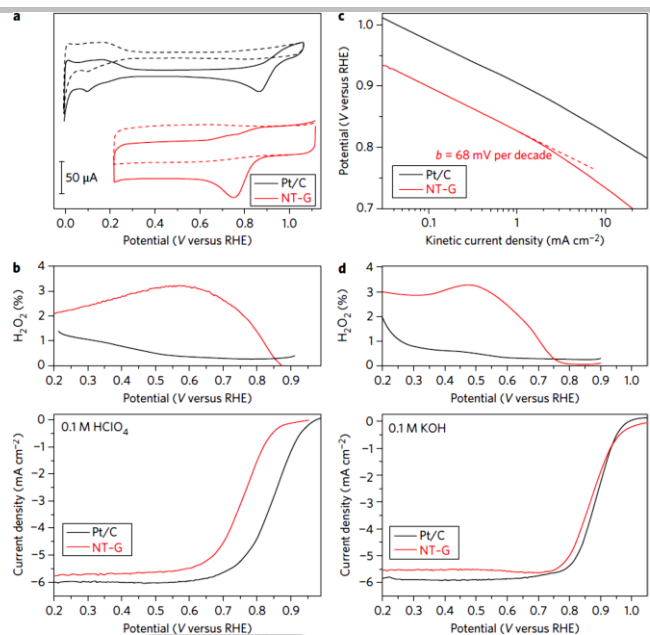 a
50 μA
Pt/C
NT-G
0.0 0.2 0.4 0.6 0.8 1.0
Potential (V versus RHE)
c
Potential (V versus RHE)
1.0
0.9
0.8
0.7
b = 68 mV per decade
Pt/C
NT-G
0.1 1 10
Kinetic current density (mA cm⁻²)
b
H₂O₂ (%)
4
3
2
1
0
0.2 0.3 0.4 0.5 0.6 0.7 0.8 0.9
Potential (V versus RHE)
Current density (mA cm⁻²)
0
-1
-2
-3
-4
-5
-6
0.1 M HClO₄
Pt/C
NT-G
0.2 0.3 0.4 0.5 0.6 0.7 0.8 0.9
Potential (V versus RHE)
d
H₂O₂ (%)
4
3
2
1
0
0.2 0.3 0.4 0.5 0.6 0.7 0.8 0.9 1.0
Potential (V versus RHE)
Current density (mA cm⁻²)
0
-1
-2
-3
-4
-5
-6
0.1 M KOH
Pt/C
NT-G
0.2 0.3 0.4 0.5 0.6 0.7 0.8 0.9 1.0
Potential (V versus RHE)